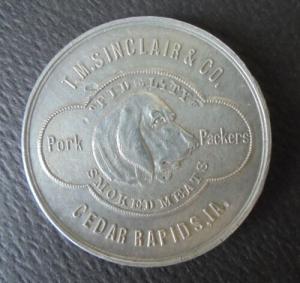 T.M. SINCLAIR & CO.
"FIDELITY"
Pork Packers
SMOKED MEATS
CEDAR RAPIDS, IA.